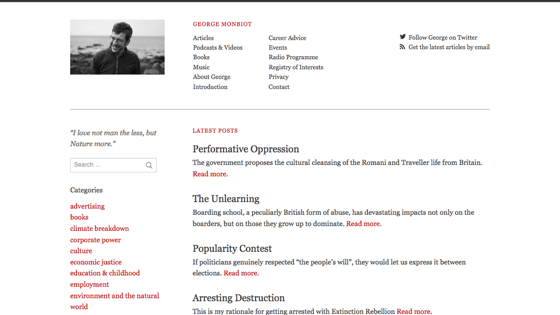 GEORGE MONBIOT
Articles
Podcasts & Videos
Books
Music
About George
Introduction
Career Advice
Events
Radio Programme
Registry of Interests
Privacy
Contact
Follow George on Twitter
Get the latest articles by email
"I love not man the less, but
Nature more."
Search …
Categories
advertising
books
climate breakdown
corporate power
culture
economic justice
education & childhood
employment
environment and the natural
world
LATEST POSTS
Performative Oppression
The government proposes the cultural cleansing of the Romani and Traveller life from Britain.
Read more.
The Unlearning
Boarding school, a peculiarly British form of abuse, has devastating impacts not only on the
boarders, but on those they grow up to dominate. Read more.
Popularity Contest
If politicians genuinely respected "the people's will", they would let us express it between
elections. Read more.
Arresting Destruction
This is my rationale for getting arrested with Extinction Rebellion Read more.